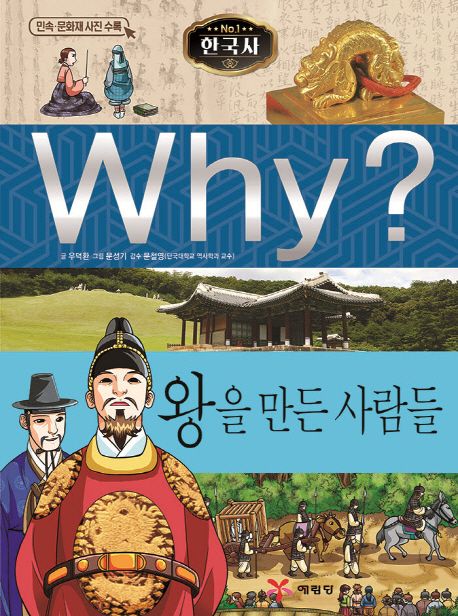 민속·문화재 사진 수록
No.1
한국사
Why?
글 우덕환 그림 문성기 감수 문철영(단국대학교 역사학과 교수)
왕을 만든 사람들
예림당